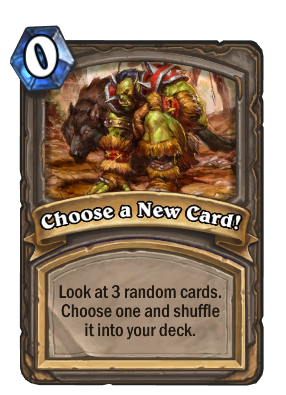 0
Choose a New Card!
Look at 3 random cards.
Choose one and shuffle
it into your deck.